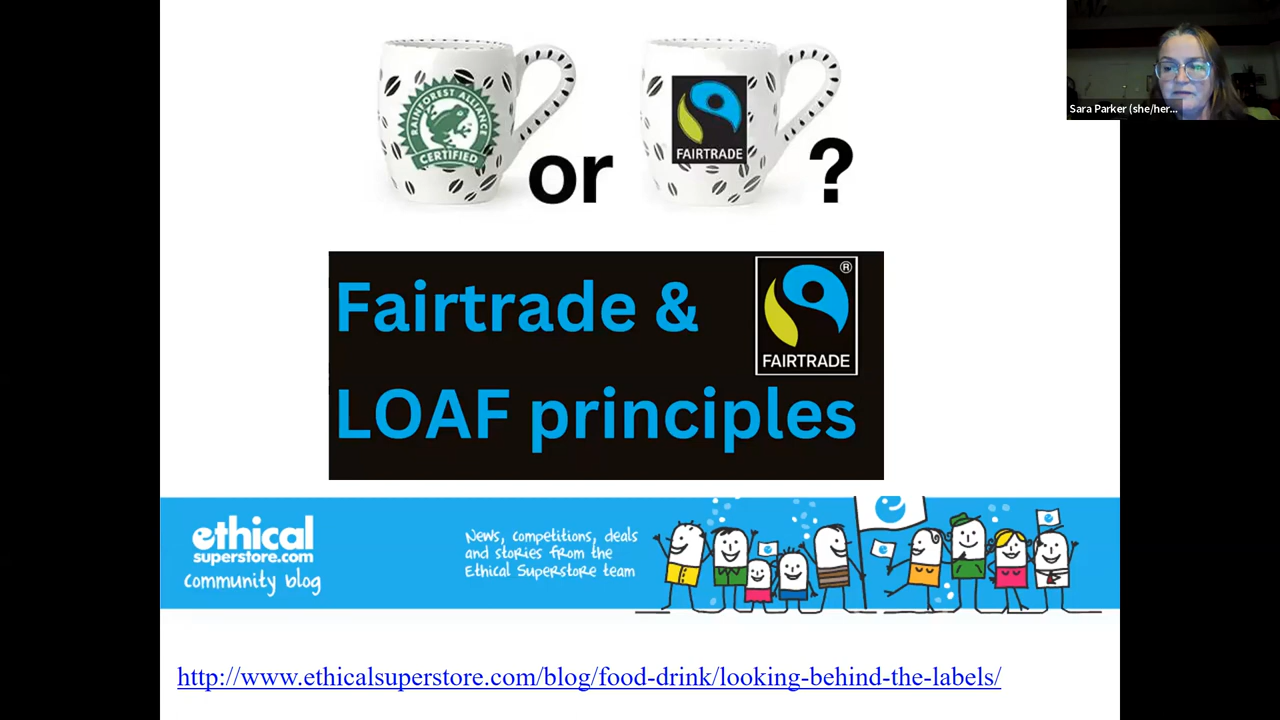 RAINFOREST ALLIANCE
CERTIFIED
or
FAIRTRADE
?
Sara Parker (she/her...
Fairtrade &
LOAF principles
®
FAIRTRADE
ethical
superstore.com
community blog
News, competitions, deals
and stories from the
Ethical Superstore team
http://www.ethicalsuperstore.com/blog/food-drink/looking-behind-the-labels/